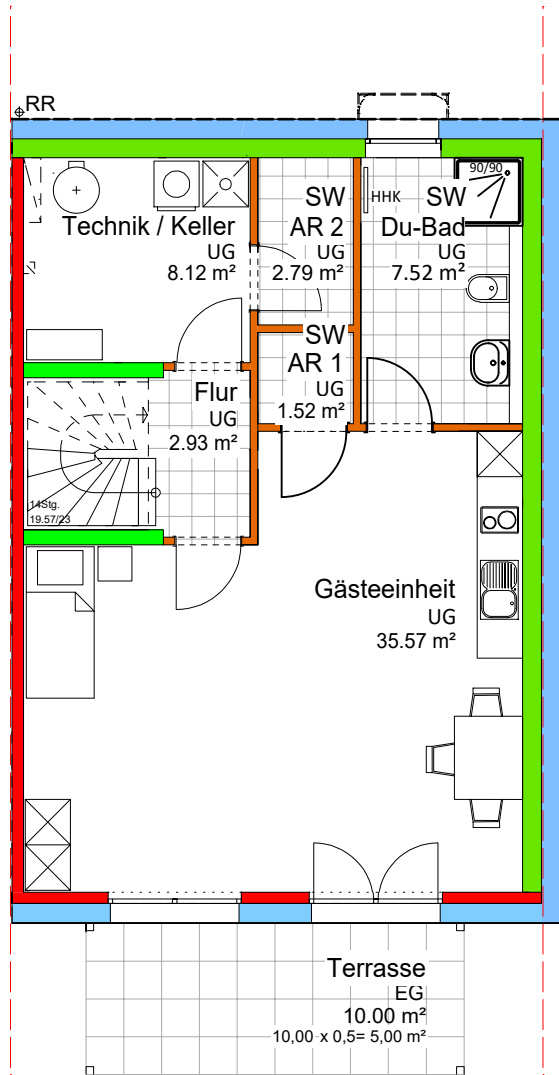 RR
90/90
HHK
Technik / Keller
UG
8.12 m²
SW
AR 2
UG
2.79 m²
SW
Du-Bad
UG
7.52 m²
SW
AR 1
UG
1.52 m²
Flur
UG
2.93 m²
14Stg.
19.57/23
Gästeeinheit
UG
35.57 m²
Terrasse
EG
10.00 m²
10,00 x 0,5= 5,00 m²